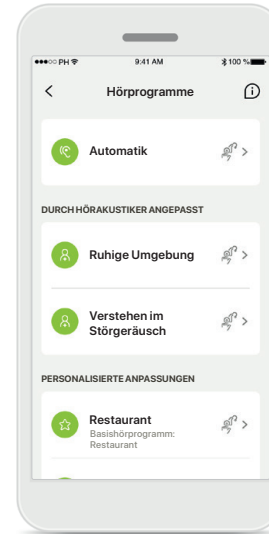 PH 9:41 AM 100 %
Hörprogramme
Automatik
DURCH HÖRAKUSTIKER ANGEPASST
Ruhige Umgebung
Verstehen im
Störgeräusch
PERSONALISIERTE ANPASSUNGEN
Restaurant
Basishörprogramm:
Restaurant